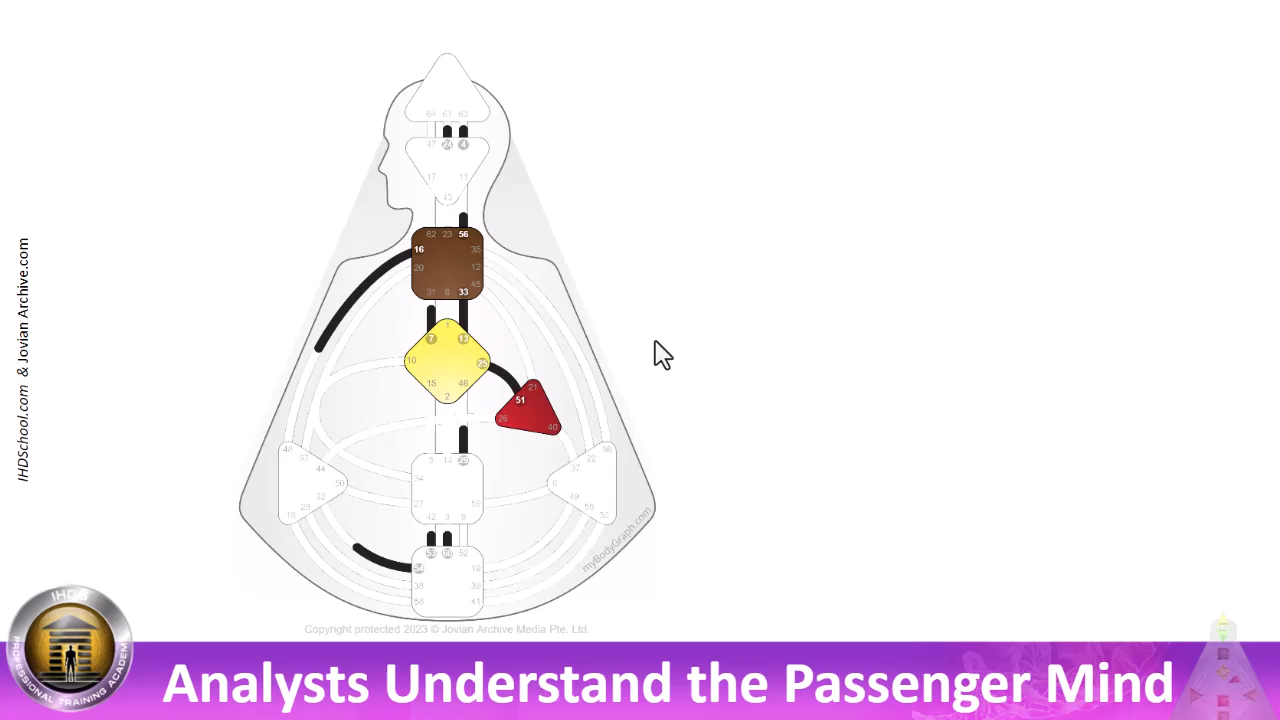 64 61 63
47 24 4
17 11
43
62 23 56
16 35
20 12
45
31 8 33
1
7 13
10 25
15 46
2
21
51
26 40
48 36
57 22
44 37
5 14 29
34
50 6
32 49
27 59
28 55
18 30
42 3 9
53 60 52
54 19
38 39
58 41
myBodyGraph.com
Copyright protected 2023 © Jovian Archive Media Pte. Ltd.
IHDSchool.com & Jovian Archive.com
IHDS
PROFESSIONAL TRAINING ACADEMY
Analysts Understand the Passenger Mind